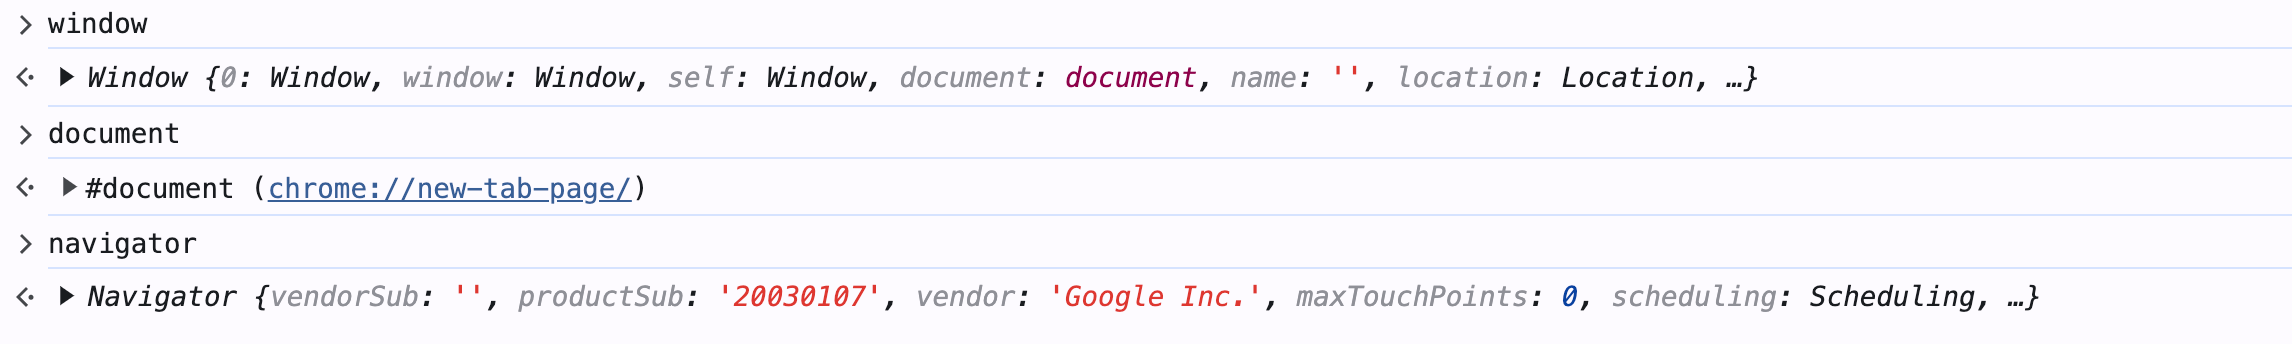 window
Window {0: Window, window: Window, self: Window, document: document, name: '', location: Location, …}
document
#document (chrome://new-tab-page/)
navigator
Navigator {vendorSub: '', productSub: '20030107', vendor: 'Google Inc.', maxTouchPoints: 0, scheduling: Scheduling, …}